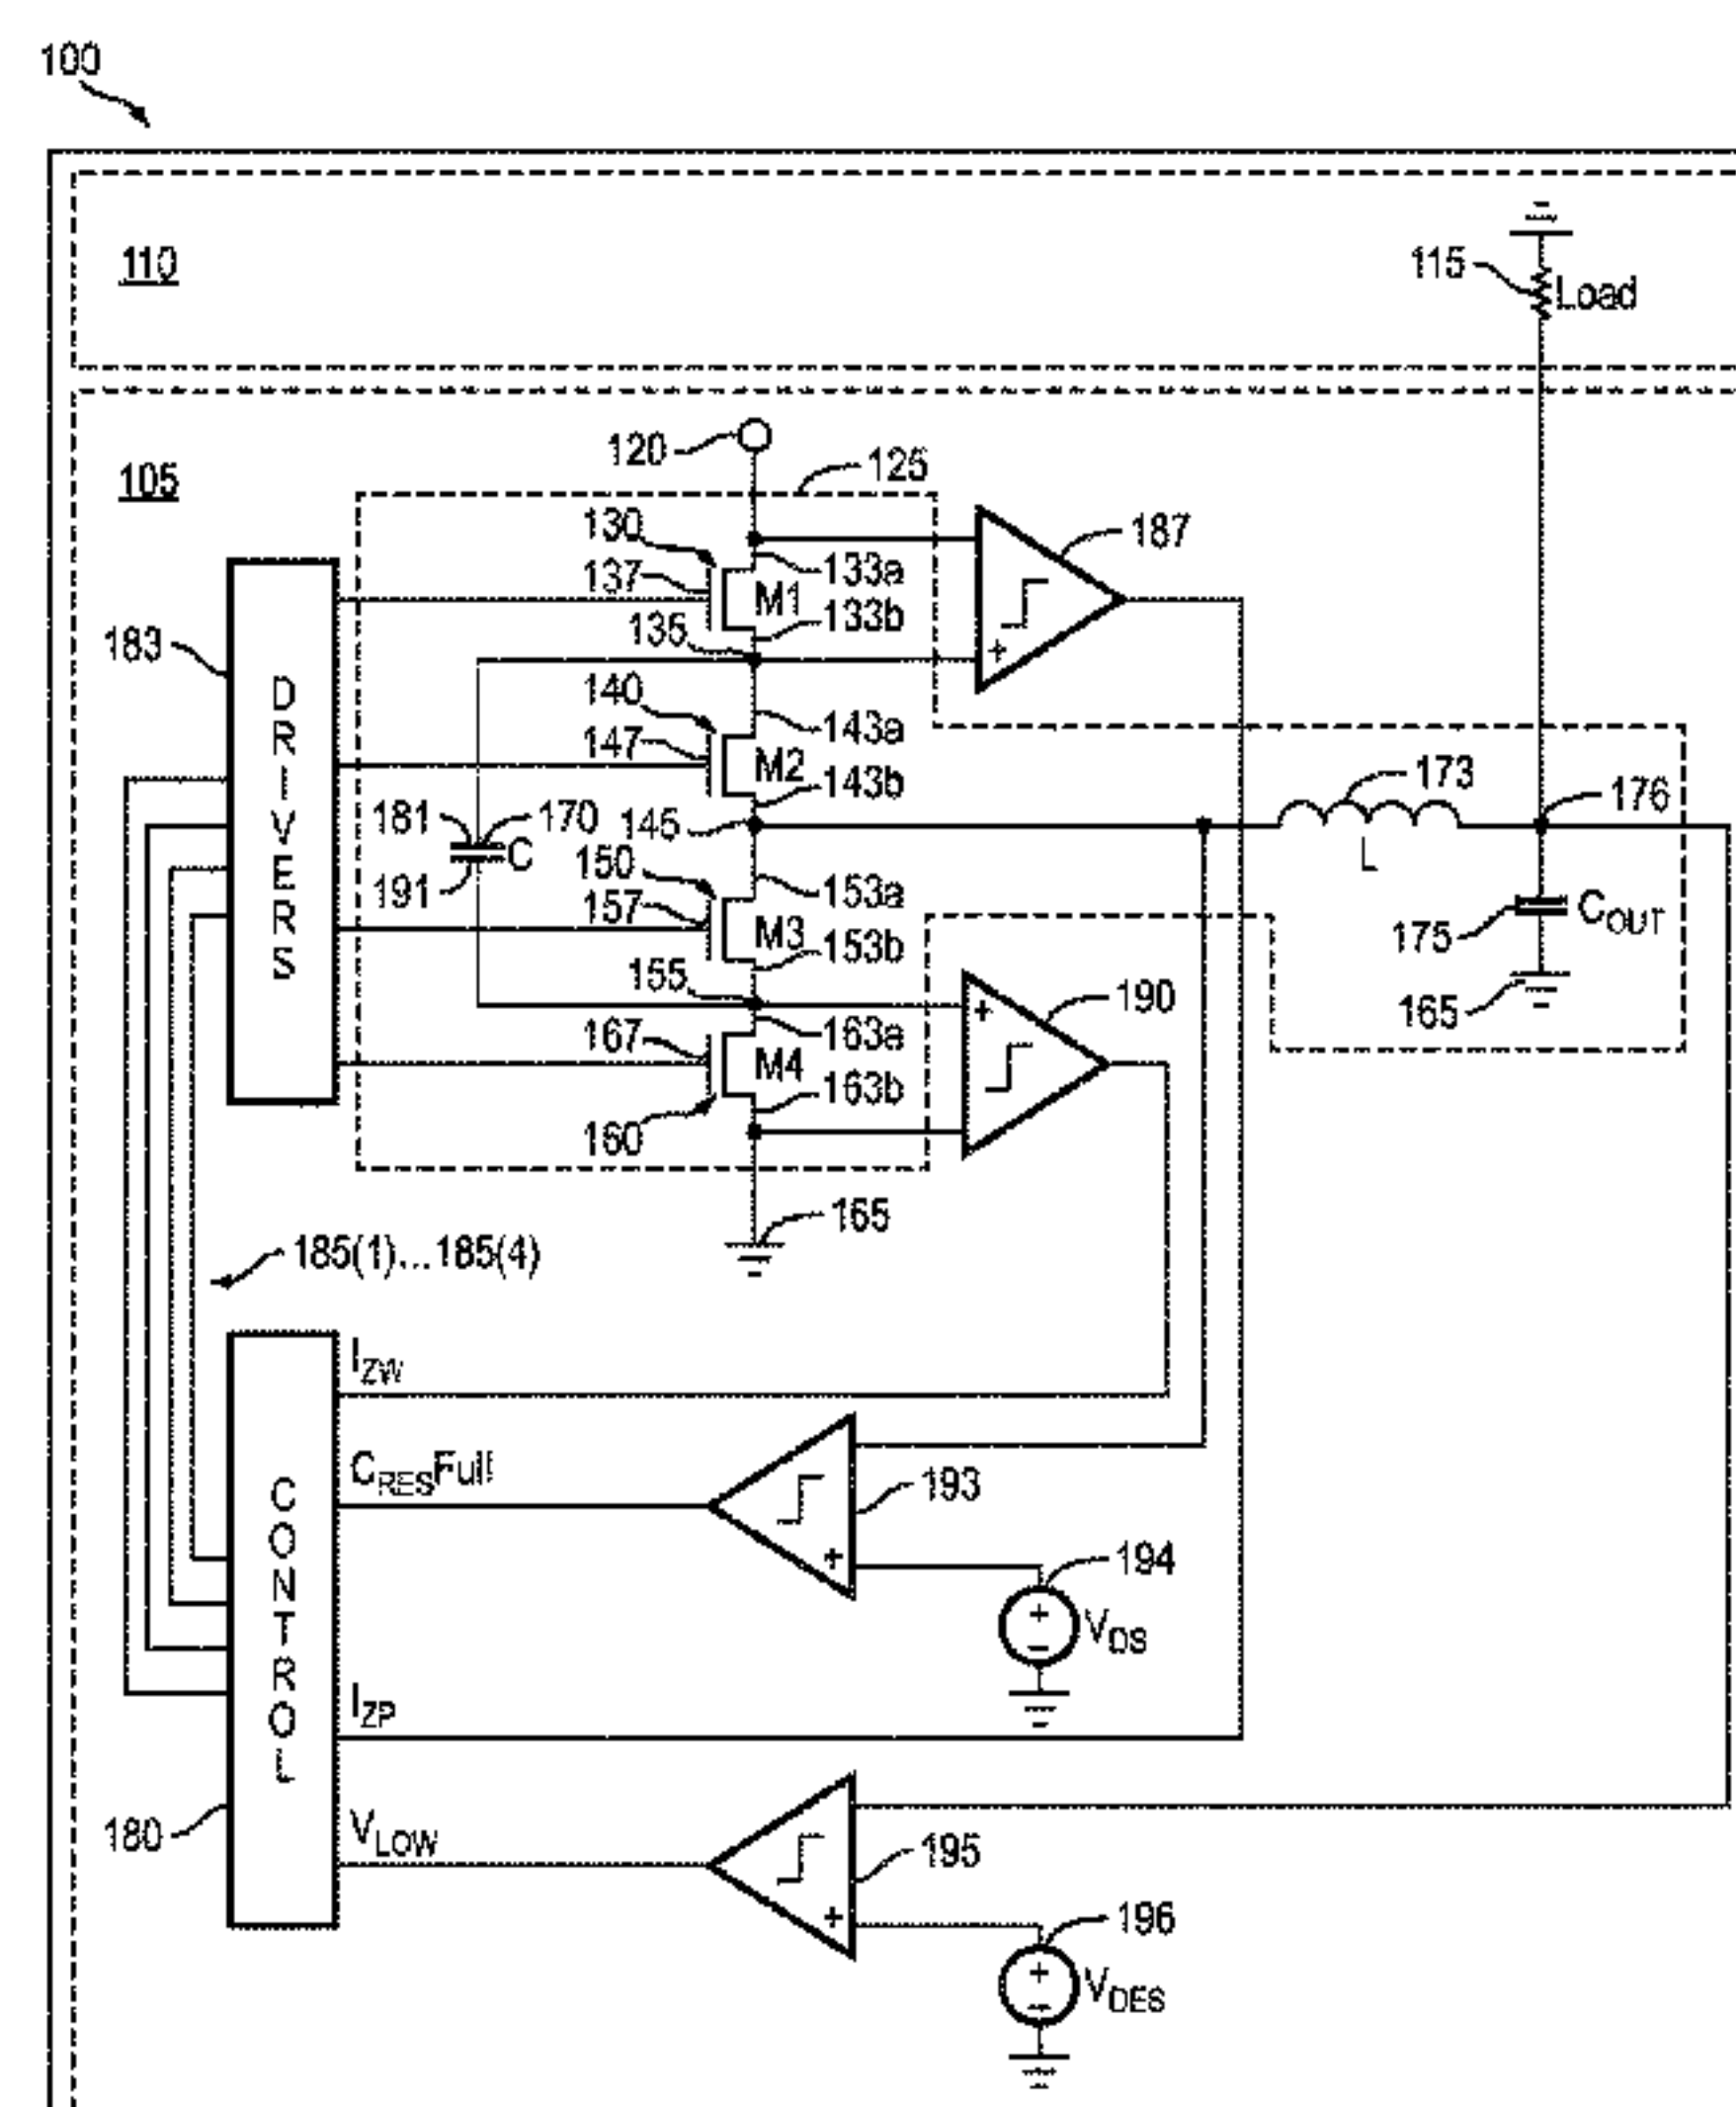 100
110
115
Load
120
125
105
130
187
133a
137
M1
133b
135
+
183
DRIVERS
140
143a
147
M2
143b
173
176
181
170
145
C
L
191
150
153a
157
M3
153b
175
COUT
155
190
+
165
167
163a
M4
163b
160
165
185(1)...185(4)
IZW
CRESFull
193
CONTROL
+
194
+
VDS
−
IZP
180
VLOW
195
+
196
+
VDES
−